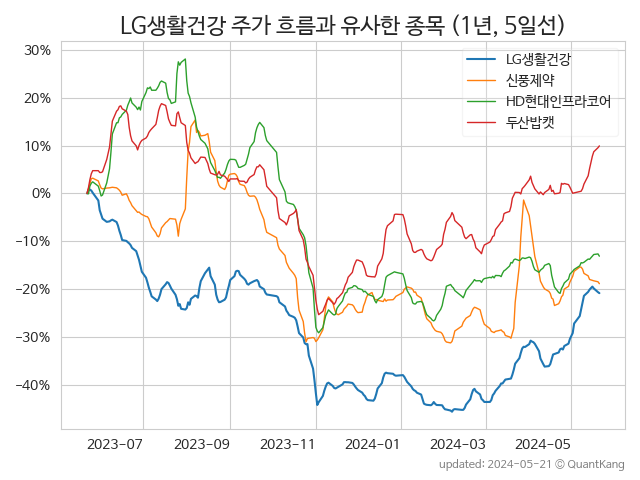 LG생활건강 주가 흐름과 유사한 종목 (1년, 5일선)
LG생활건강
신풍제약
HD현대인프라코어
두산밥캣
30%
20%
10%
0%
−10%
−20%
−30%
−40%
2023-07
2023-09
2023-11
2024-01
2024-03
2024-05
updated: 2024-05-21 © QuantKang